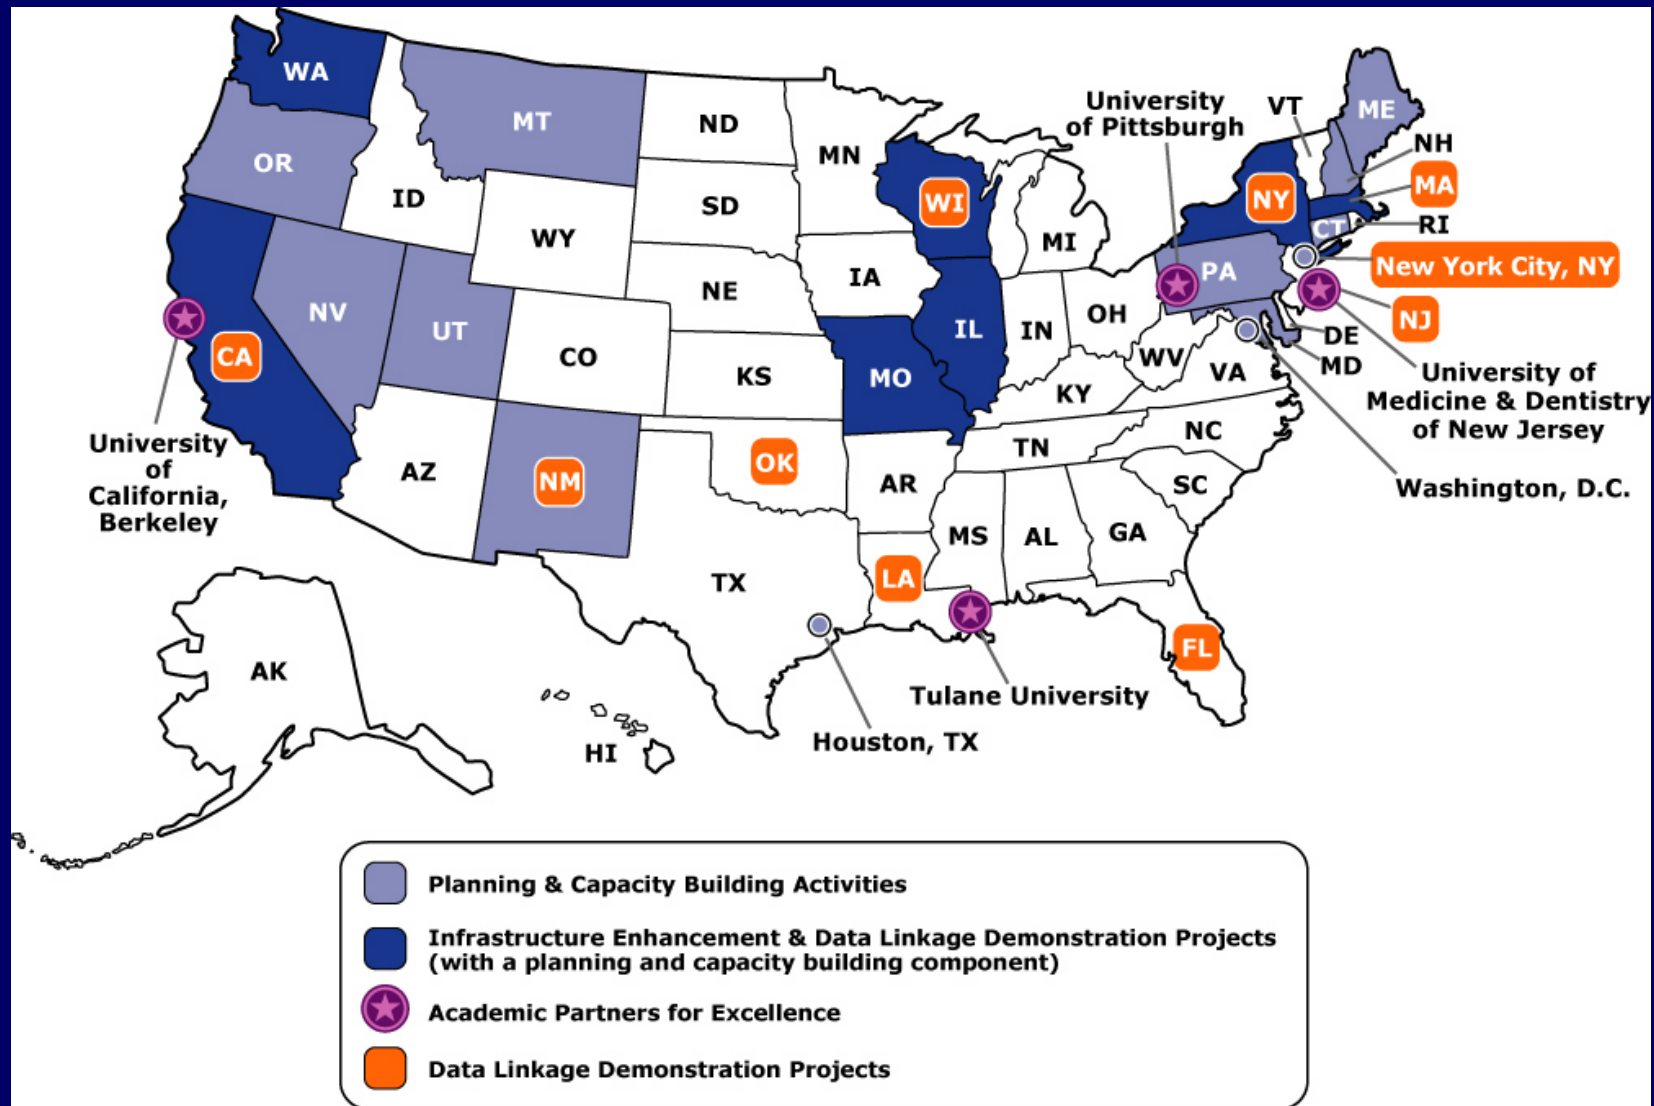 WA
MT
ND
MN
OR
ID
SD
WY
WI
MI
IA
NE
NV
UT
CA
CO
KS
MO
IL
IN
OH
KY
WV
VA
PA
NY
VT
ME
NH
MA
RI
CT
New York City, NY
NJ
DE
MD
University
of Pittsburgh
University of
Medicine & Dentistry
of New Jersey
Washington, D.C.
University
of
California,
Berkeley
AZ
NM
OK
AR
TN
NC
SC
MS
AL
GA
TX
LA
FL
Tulane University
Houston, TX
AK
HI
Planning & Capacity Building Activities
Infrastructure Enhancement & Data Linkage Demonstration Projects
(with a planning and capacity building component)
Academic Partners for Excellence
Data Linkage Demonstration Projects